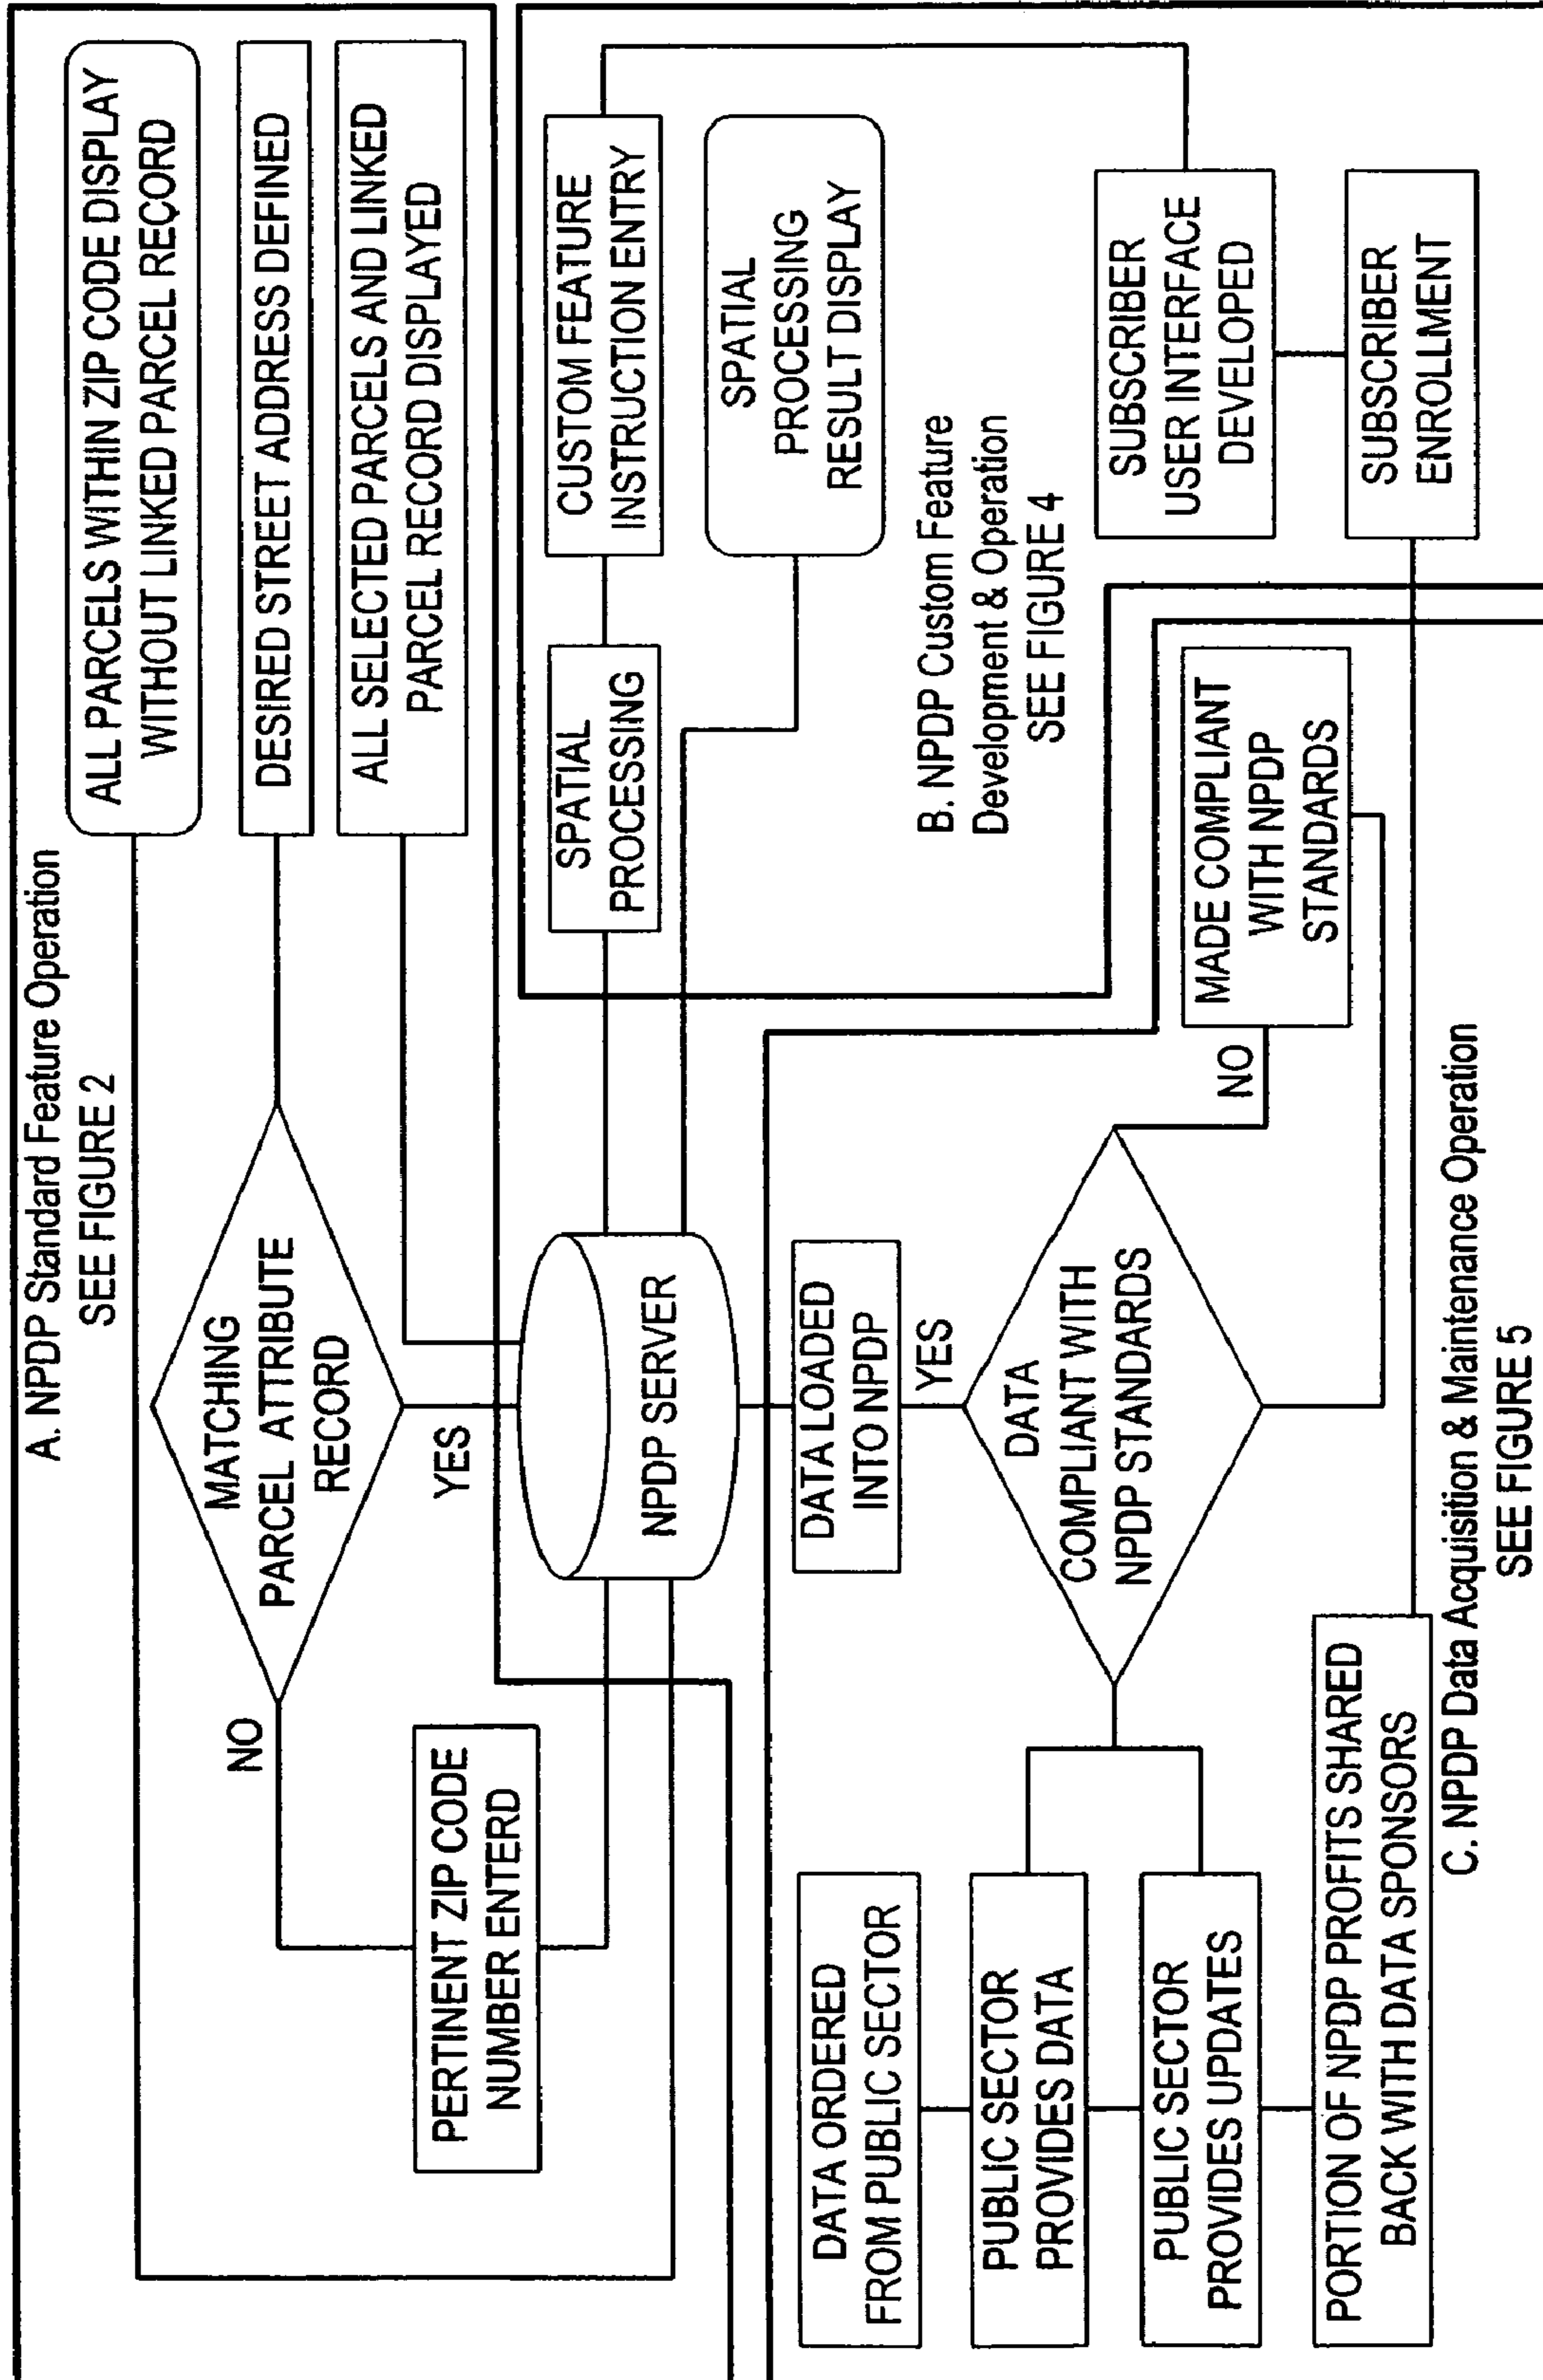 A. NPDP Standard Feature Operation
SEE FIGURE 2
ALL PARCELS WITHIN ZIP CODE DISPLAY
WITHOUT LINKED PARCEL RECORD
NO
MATCHING
PARCEL ATTRIBUTE
RECORD
DESIRED STREET ADDRESS DEFINED
ALL SELECTED PARCELS AND LINKED
PARCEL RECORD DISPLAYED
PERTINENT ZIP CODE
NUMBER ENTERD
YES
NPDP SERVER
SPATIAL
PROCESSING
CUSTOM FEATURE
INSTRUCTION ENTRY
SPATIAL
PROCESSING
RESULT DISPLAY
B. NPDP Custom Feature
Development & Operation
SEE FIGURE 4
SUBSCRIBER
USER INTERFACE
DEVELOPED
SUBSCRIBER
ENROLLMENT
DATA LOADED
INTO NPDP
YES
DATA
COMPLIANT WITH
NPDP STANDARDS
NO
MADE COMPLIANT
WITH NPDP
STANDARDS
DATA ORDERED
FROM PUBLIC SECTOR
PUBLIC SECTOR
PROVIDES DATA
PUBLIC SECTOR
PROVIDES UPDATES
PORTION OF NPDP PROFITS SHARED
BACK WITH DATA SPONSORS
C. NPDP Data Acquisition & Maintenance Operation
SEE FIGURE 5